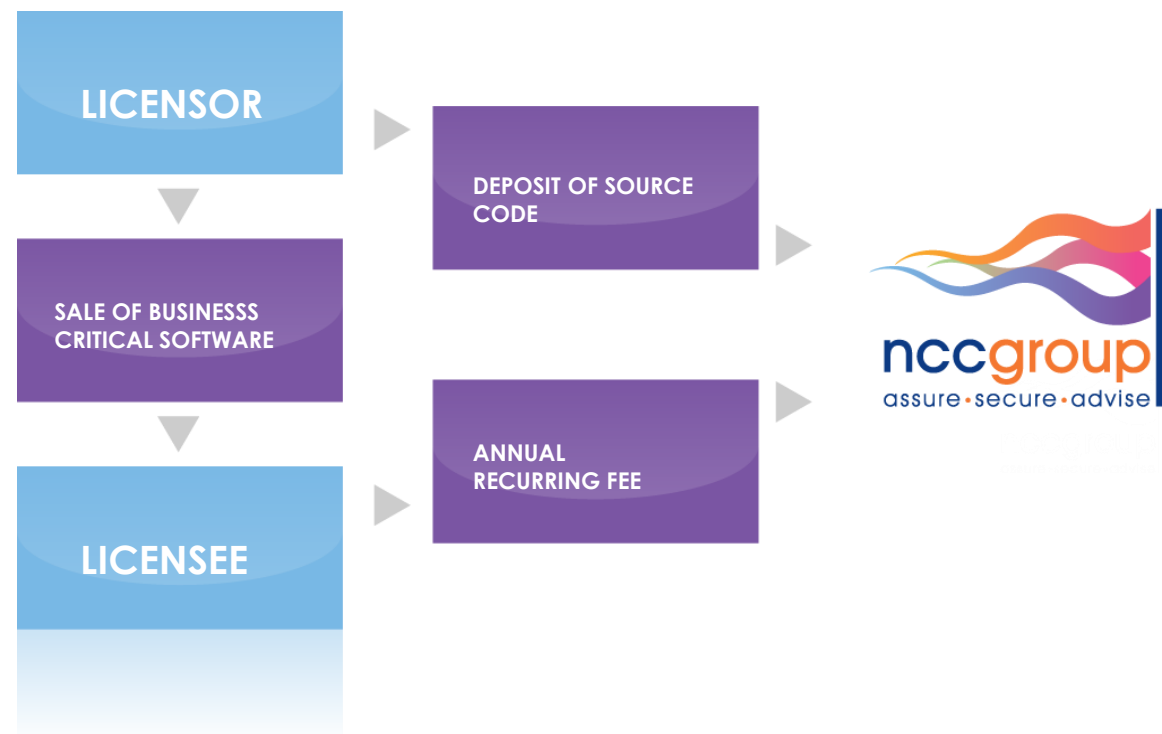 LICENSOR
DEPOSIT OF SOURCE
CODE
SALE OF BUSINESSS
CRITICAL SOFTWARE
nccgroup
assure•secure•advise
ANNUAL
RECURRING FEE
LICENSEE